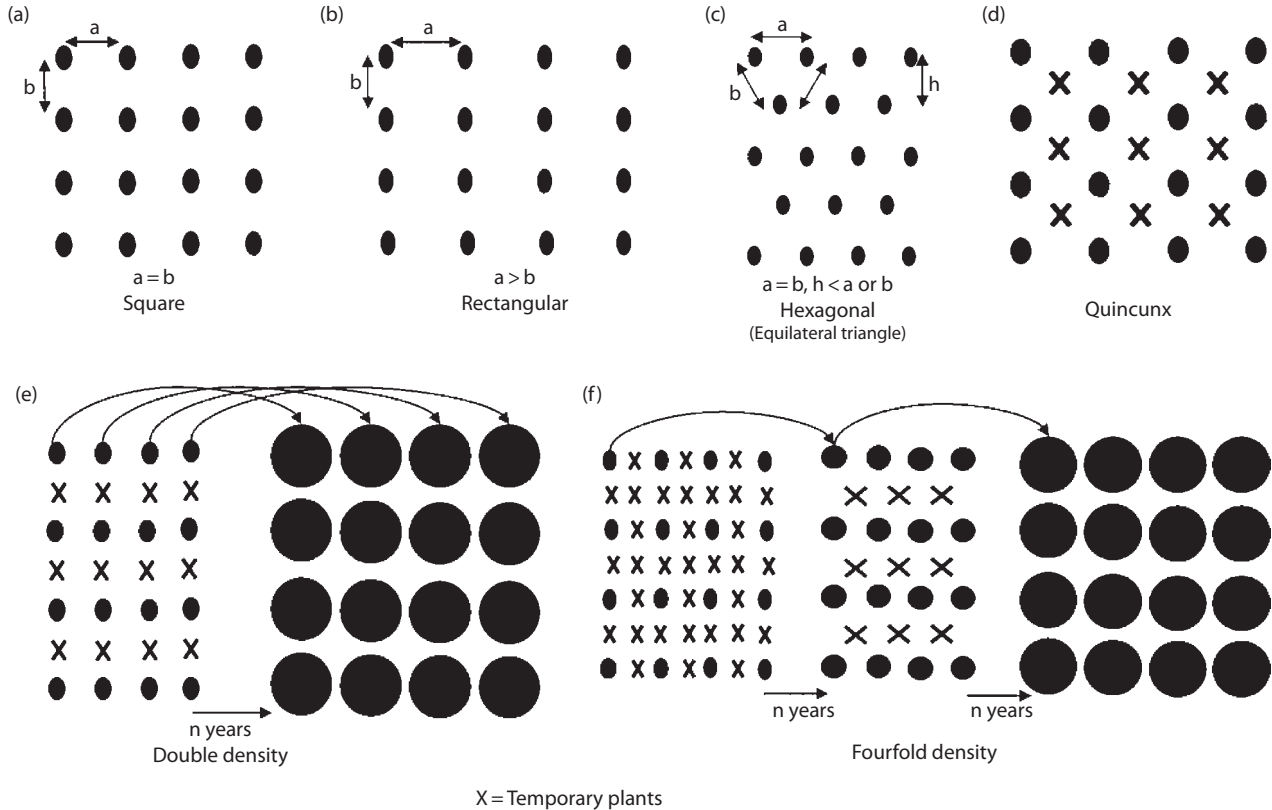 (a)
a
b
a = b
Square
(b)
a
b
a > b
Rectangular
(c)
a
b
h
a = b, h < a or b
Hexagonal
(Equilateral triangle)
(d)
Quincunx
(e)
n years
Double density
(f)
n years
n years
Fourfold density
X = Temporary plants